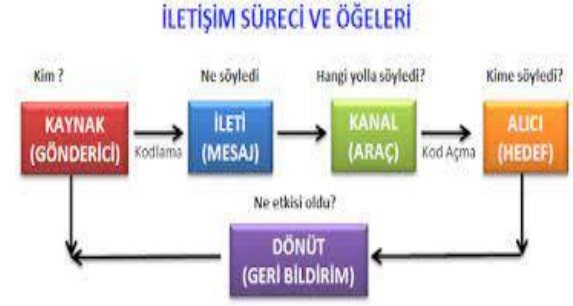 İLETİŞİM SÜRECİ VE ÖĞELERİ
Kim ?
Ne söyledi
Hangi yolla söyledi?
Kime söyledi?
KAYNAK
(GÖNDERİCİ)
Kodlama
İLETİ
(MESAJ)
KANAL
(ARAÇ)
Kod Açma
ALICI
(HEDEF)
Ne etkisi oldu?
DÖNÜT
(GERİ BİLDİRİM)